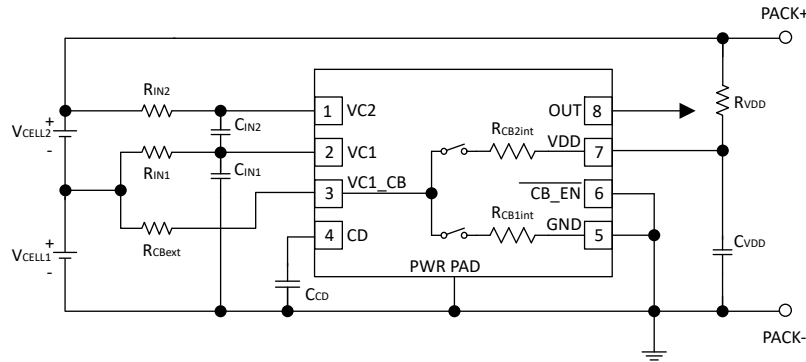 PACK+
RIN2
1 VC2
OUT 8
RVDD
+
VCELL2
-
CIN2
RCB2int
VDD 7
RIN1
2 VC1
CIN1
3 VC1_CB
CB_EN 6
RCBext
RCB1int
+
VCELL1
-
4 CD
GND 5
CVDD
PWR PAD
CCD
PACK-